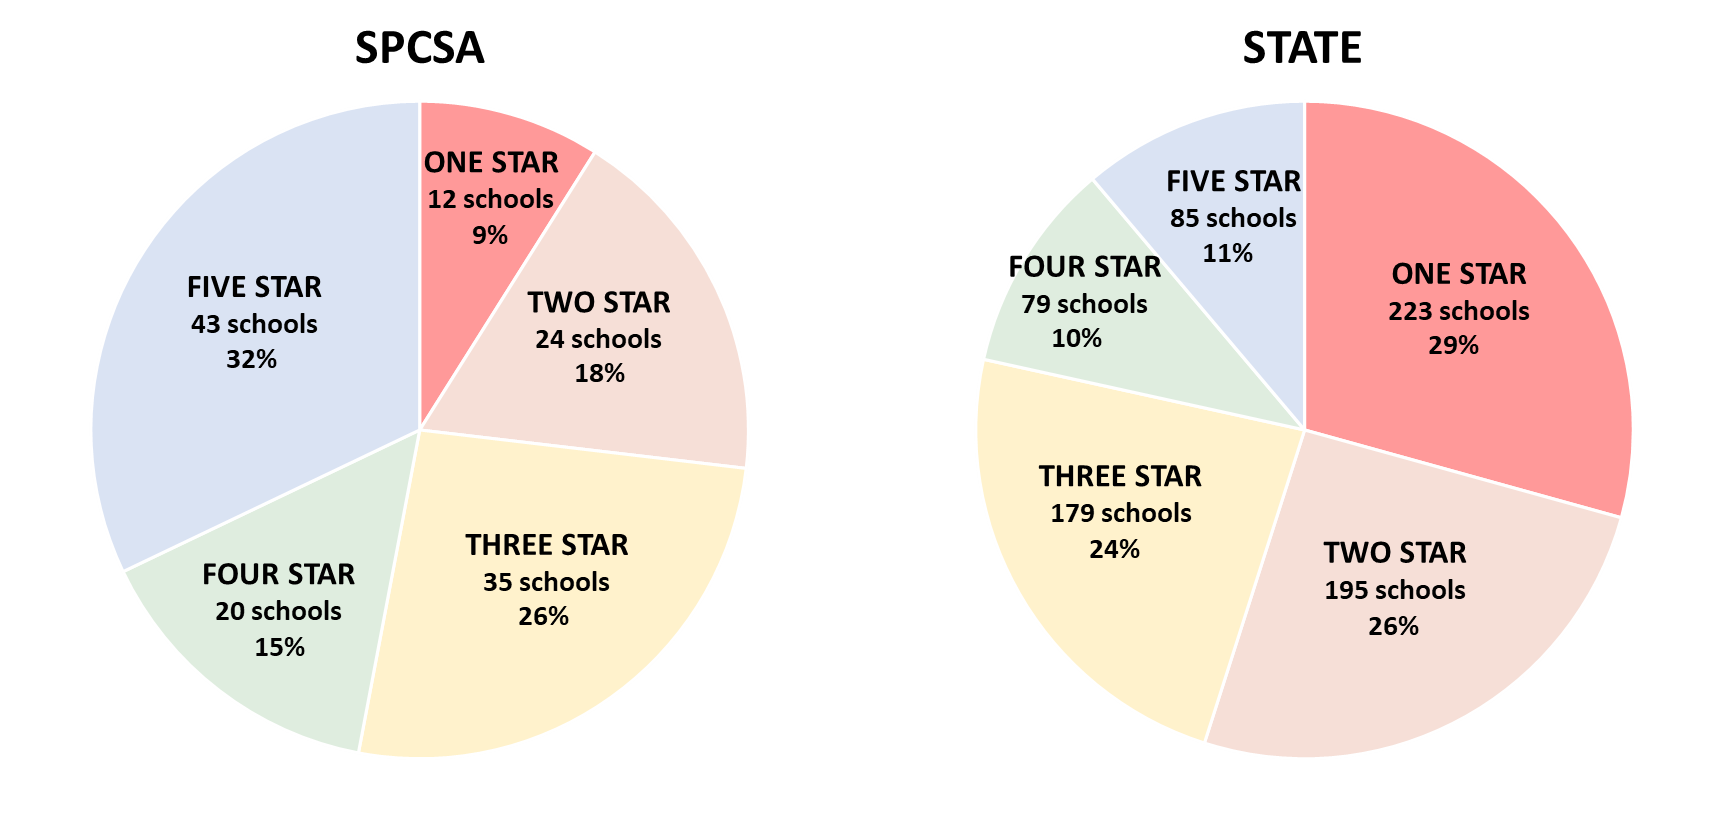 SPCSA
ONE STAR
12 schools
9%
TWO STAR
24 schools
18%
THREE STAR
35 schools
26%
FOUR STAR
20 schools
15%
FIVE STAR
43 schools
32%
STATE
ONE STAR
223 schools
29%
TWO STAR
195 schools
26%
THREE STAR
179 schools
24%
FOUR STAR
79 schools
10%
FIVE STAR
85 schools
11%